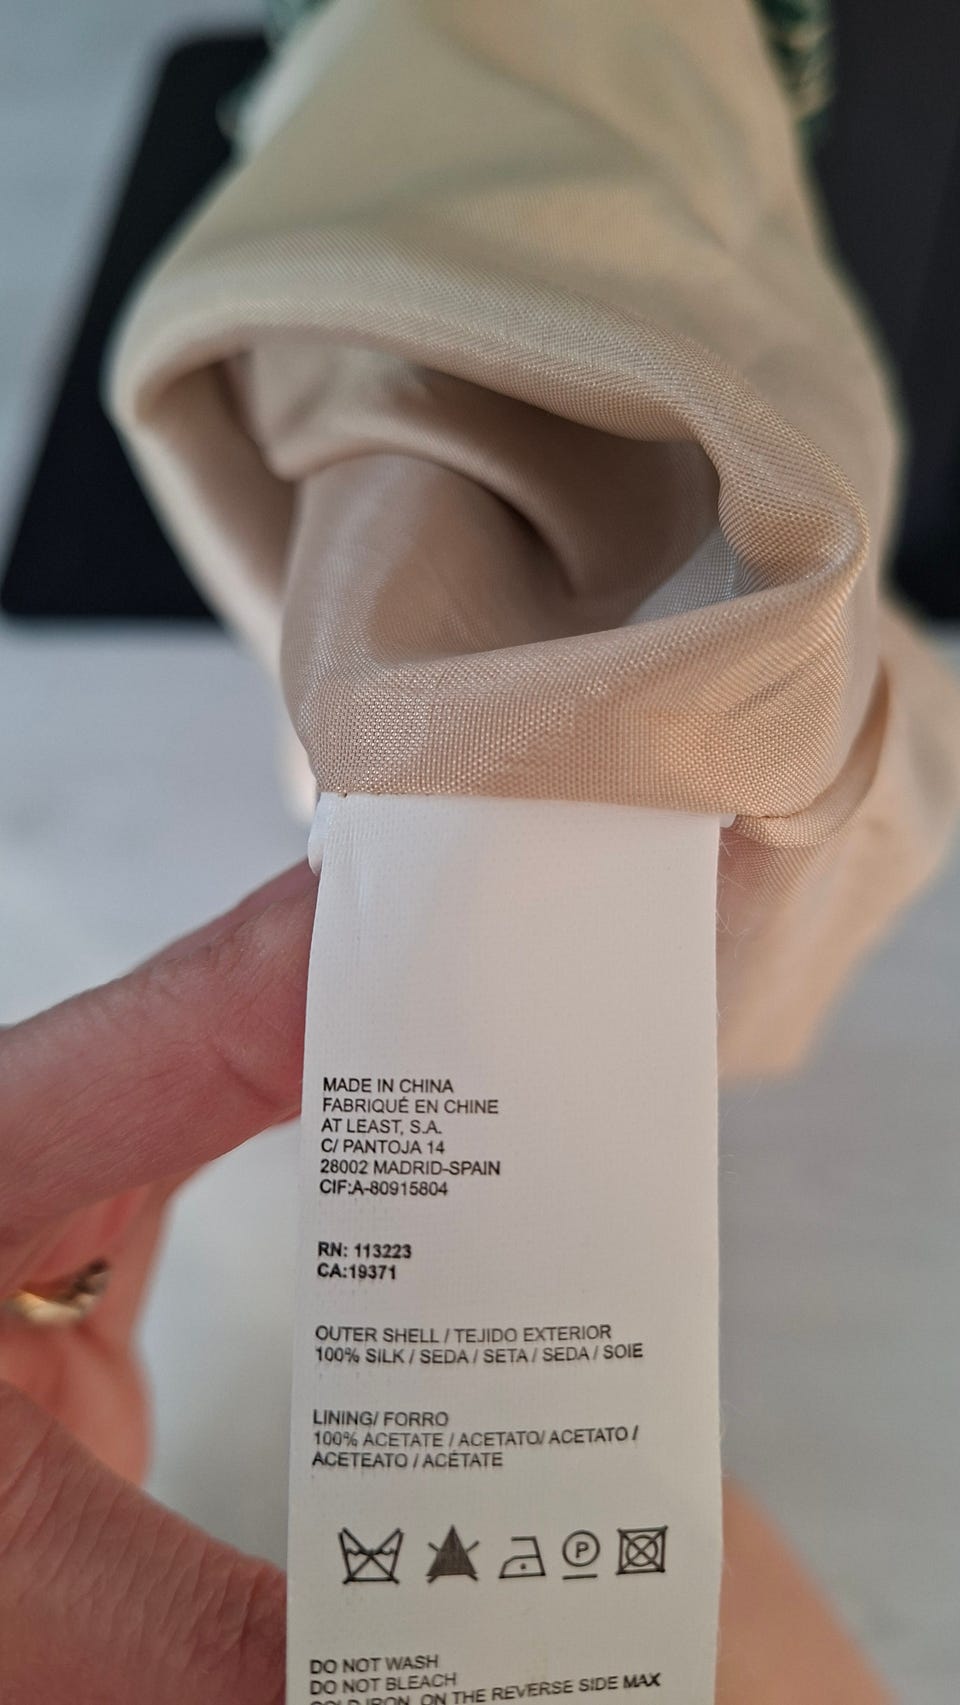 MADE IN CHINA
FABRIQUÉ EN CHINE
AT LEAST, S.A.
C/ PANTOJA 14
28002 MADRID-SPAIN
CIF:A-80915804
RN: 113223
CA:19371
OUTER SHELL / TEJIDO EXTERIOR
100% SILK / SEDA / SETA / SEDA / SOIE
LINING/ FORRO
100% ACETATE / ACETATO/ ACETATO /
ACETEATO / ACÉTATE
P
DO NOT WASH
DO NOT BLEACH
COLD IRON, ON THE REVERSE SIDE MAX